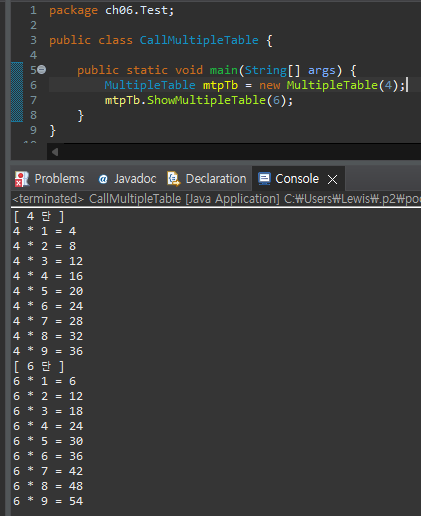 1 package ch06.Test;
2
3 public class CallMultipleTable {
4
5 public static void main(String[] args) {
6 MultipleTable mtpTb = new MultipleTable(4);
7 mtpTb.ShowMultipleTable(6);
8 }
9 }
Problems @ Javadoc Declaration Console
<terminated> CallMultipleTable [Java Application] C:₩Users₩Lewis₩.p2₩poo
[ 4 단 ]
4 * 1 = 4
4 * 2 = 8
4 * 3 = 12
4 * 4 = 16
4 * 5 = 20
4 * 6 = 24
4 * 7 = 28
4 * 8 = 32
4 * 9 = 36
[ 6 단 ]
6 * 1 = 6
6 * 2 = 12
6 * 3 = 18
6 * 4 = 24
6 * 5 = 30
6 * 6 = 36
6 * 7 = 42
6 * 8 = 48
6 * 9 = 54